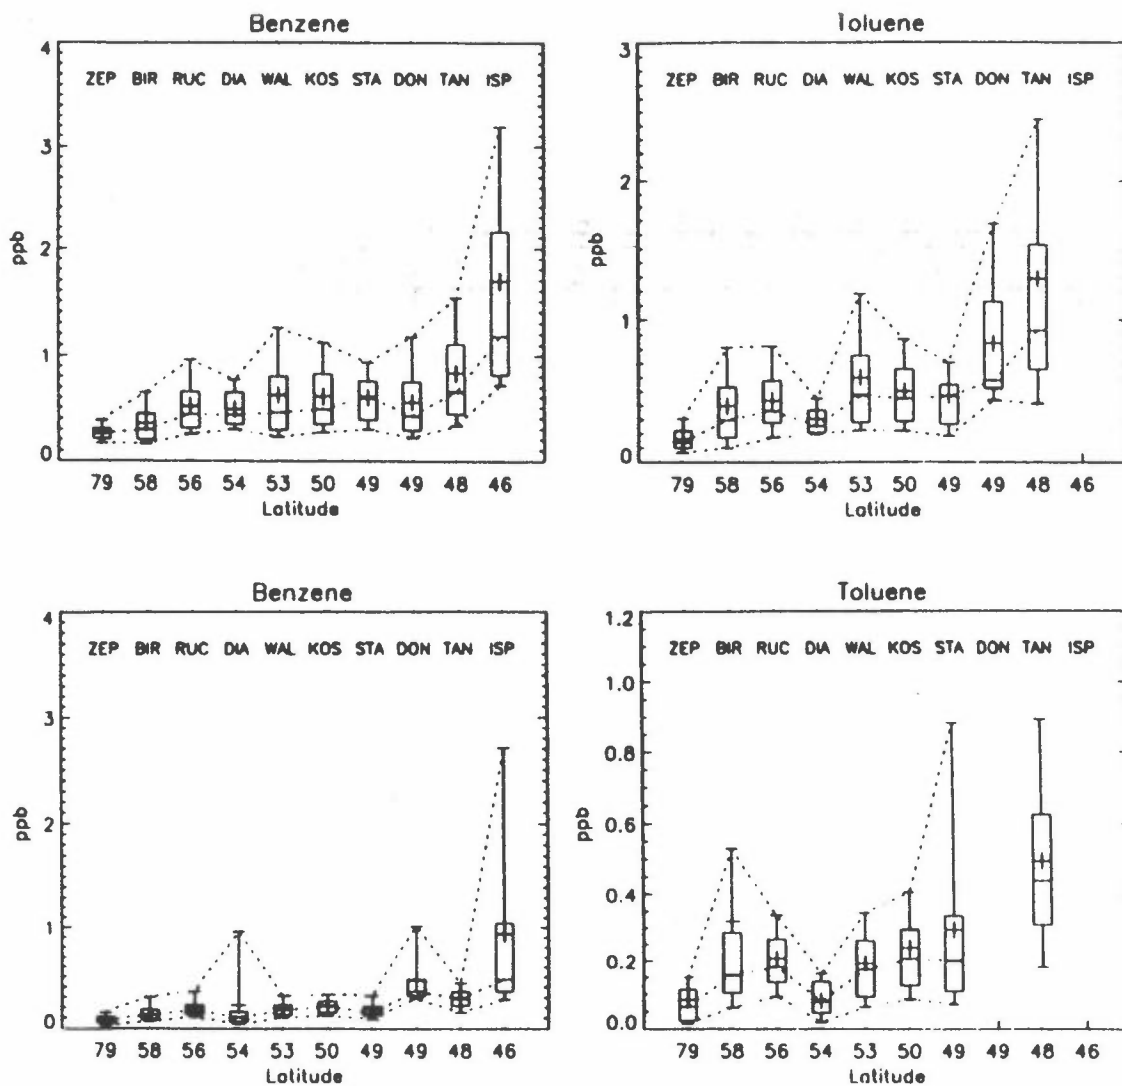 Benzene
4
ZEP BIR RUC DIA WAL KOS STA DON TAN ISP
3
ppb
2
1
0
79 58 56 54 53 50 49 49 48 46
Latitude
Toluene
3
ZEP BIR RUC DIA WAL KOS STA DON TAN ISP
2
ppb
1
0
79 58 56 54 53 50 49 49 48 46
Latitude
Benzene
4
ZEP BIR RUC DIA WAL KOS STA DON TAN ISP
3
ppb
2
1
0
79 58 56 54 53 50 49 49 48 46
Latitude
Toluene
1.2
ZEP BIR RUC DIA WAL KOS STA DON TAN ISP
1.0
0.8
ppb
0.6
0.4
0.2
0.0
79 58 56 54 53 50 49 49 48 46
Latitude